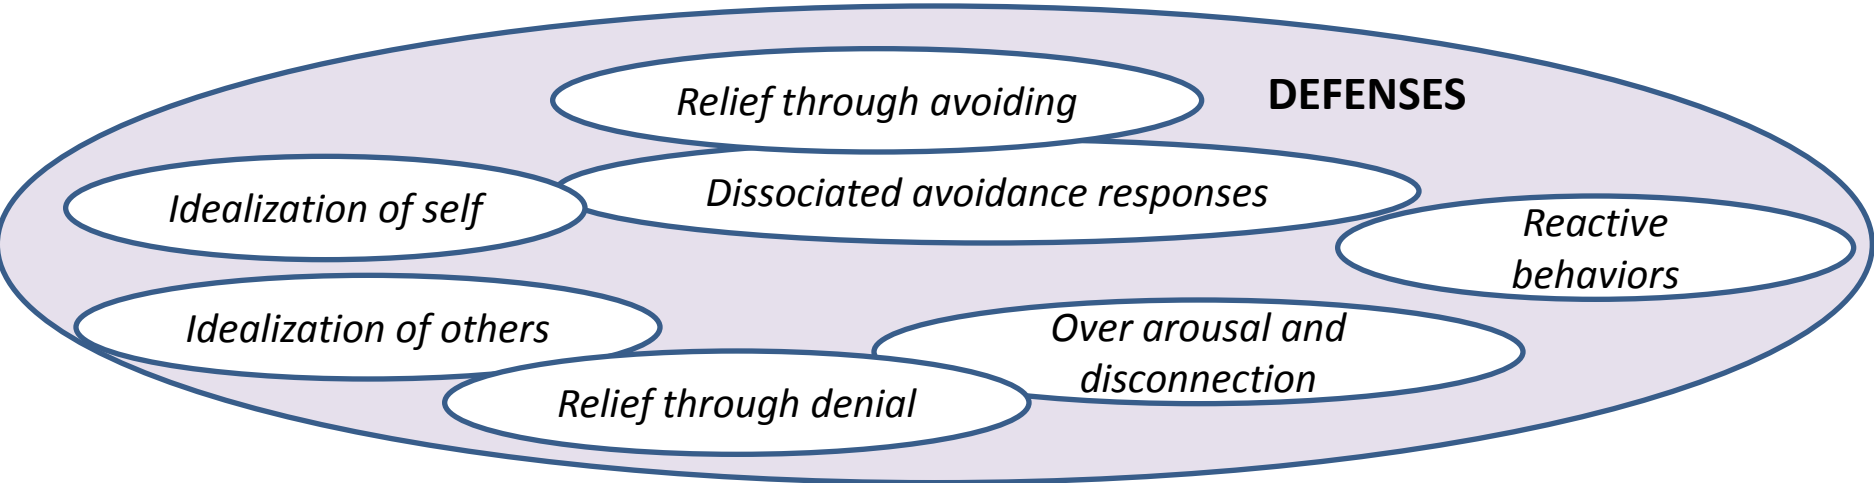 Relief through avoiding
DEFENSES
Dissociated avoidance responses
Idealization of self
Reactive
behaviors
Idealization of others
Over arousal and
disconnection
Relief through denial